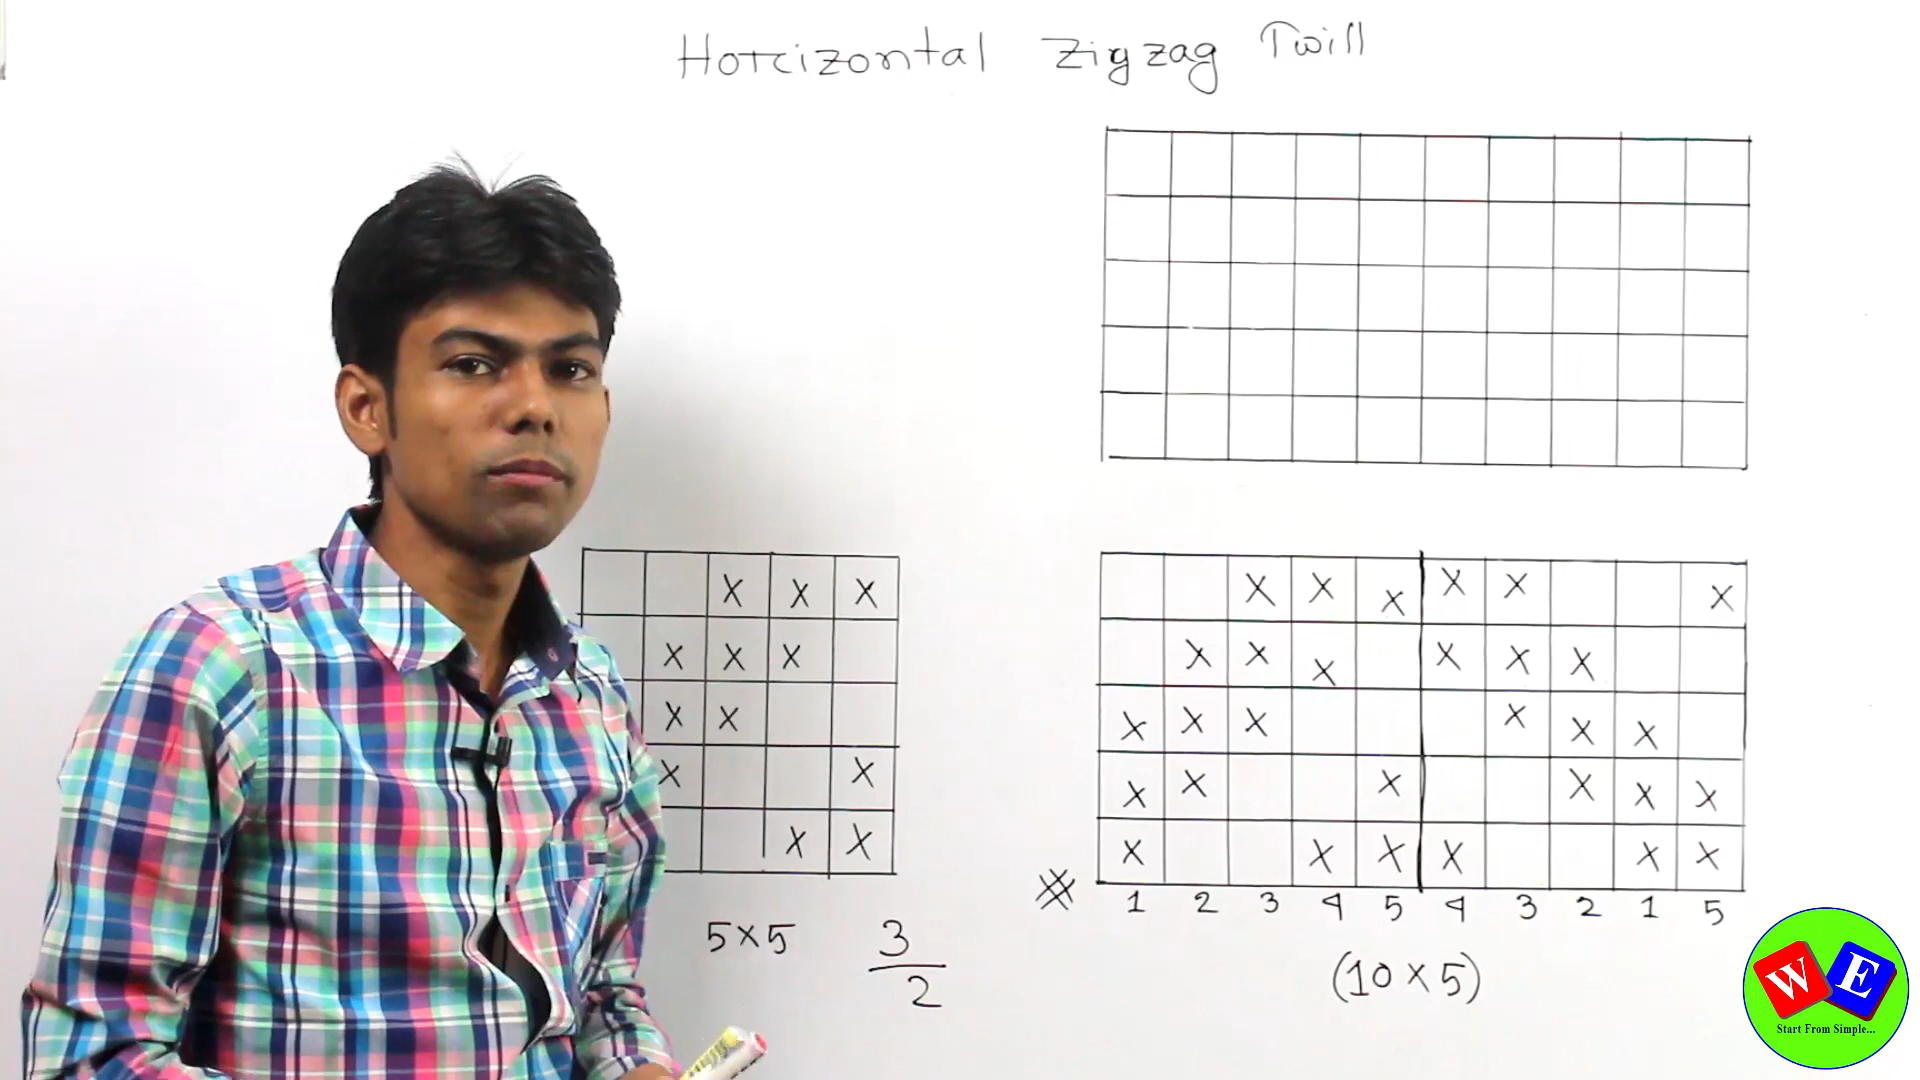 Horizontal Zigzag Twill
X X X
X X X
X X
X X
X X
5×5
3
2
X X X X X X
X X X X X X
X X X X X X
X X X X X X
X X X X X X
1 2 3 4 5 4 3 2 1 5
(10×5)
W E
Start From Simple...